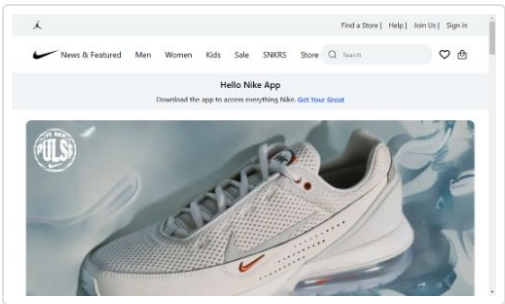 Find a Store | Help | Join Us | Sign in
News & Featured Men Women Kids Sale SNKRS Store Search
Hello Nike App
Download the app to access everything Nike. Get Your Great
PULSE